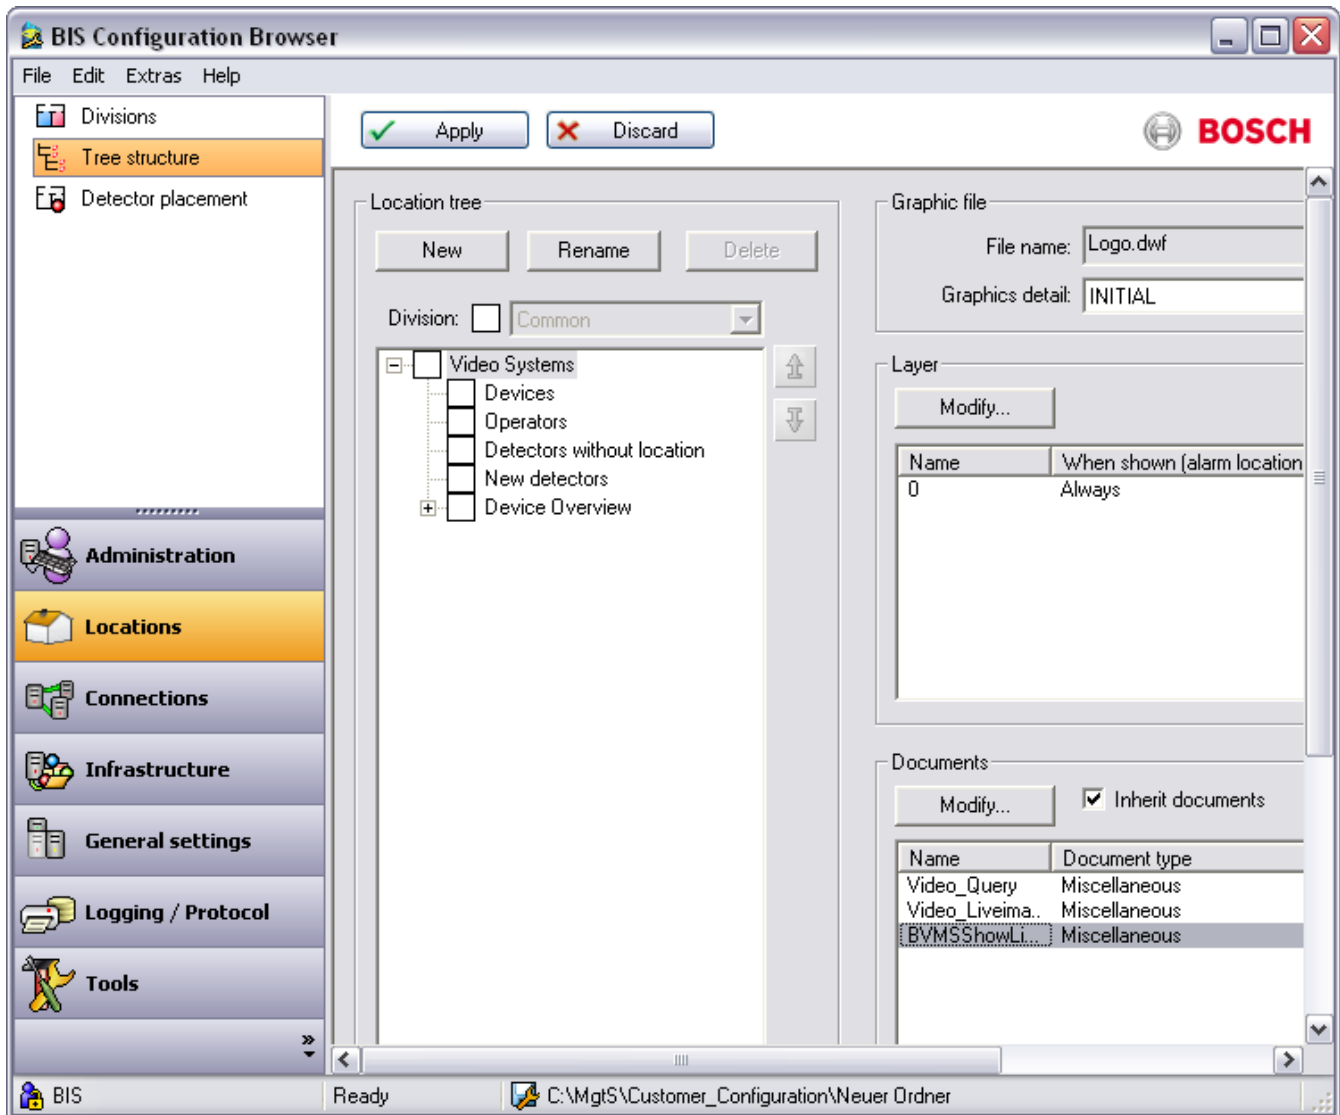 BIS Configuration Browser
File Edit Extras Help
Divisions
Tree structure
Detector placement
Apply
Discard
BOSCH
Location tree
New
Rename
Delete
Division:
Common
Video Systems
Devices
Operators
Detectors without location
New detectors
Device Overview
Graphic file
File name:
Logo.dwf
Graphics detail:
INITIAL
Layer
Modify...
Name
When shown (alarm location
0
Always
Documents
Modify...
Inherit documents
Name
Document type
Video_Query
Miscellaneous
Video_Liveima..
Miscellaneous
BVMSShowLi...
Miscellaneous
Administration
Locations
Connections
Infrastructure
General settings
Logging / Protocol
Tools
BIS
Ready
C:\MgtS\Customer_Configuration\Neuer Ordner